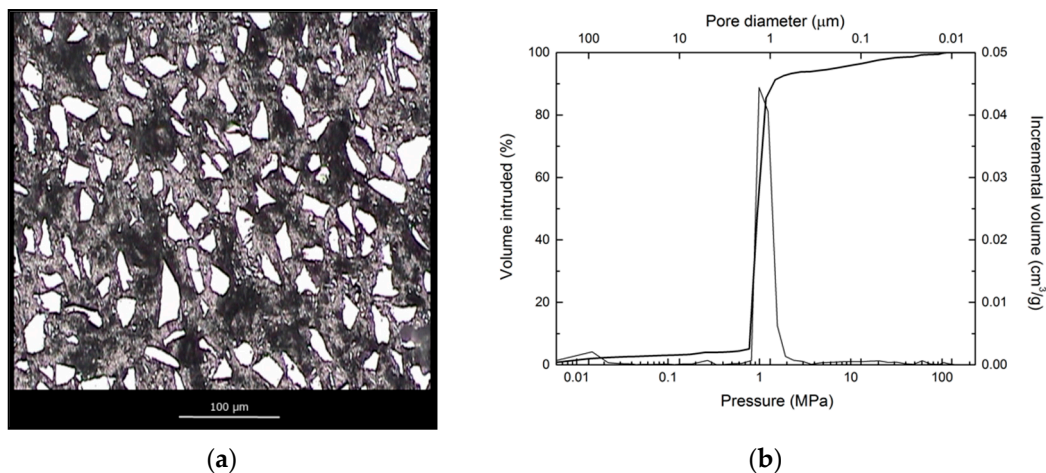 100 μm
(a)
Pore diameter (μm)
100 10 1 0.1 0.01
100
80
60
40
20
0
Volume intruded (%)
0.05
0.04
0.03
0.02
0.01
0.00
Incremental volume (cm³/g)
0.01 0.1 1 10 100
Pressure (MPa)
(b)